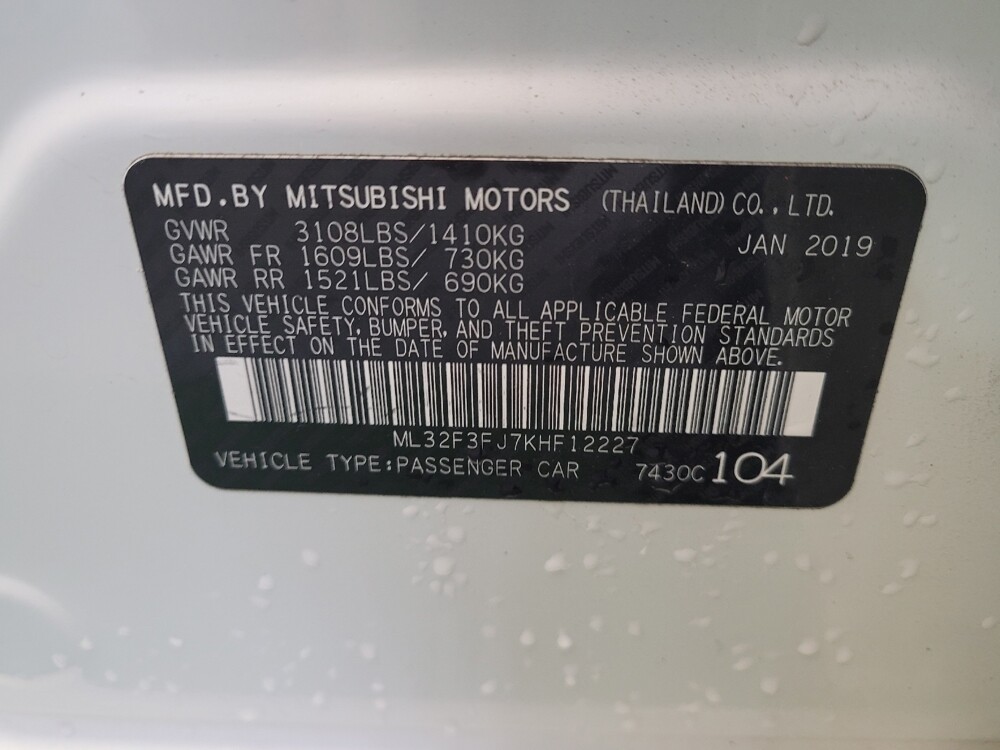 MFD.BY MITSUBISHI MOTORS (THAILAND) CO., LTD.
GVWR 3108LBS/1410KG JAN 2019
GAWR FR 1609LBS/ 730KG
GAWR RR 1521LBS/ 690KG
THIS VEHICLE CONFORMS TO ALL APPLICABLE FEDERAL MOTOR
VEHICLE SAFETY, BUMPER, AND THEFT PREVENTION STANDARDS
IN EFFECT ON THE DATE OF MANUFACTURE SHOWN ABOVE.
ML32F3FJ7KHF12227
VEHICLE TYPE:PASSENGER CAR 7430C 104